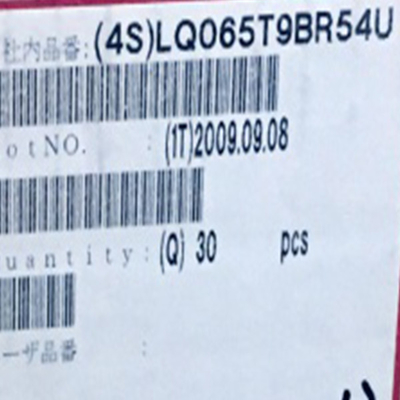 社内品番:(4S)LQ065T9BR54U
otNO. :(1T)2009.09.08
uantity:(Q) 30 pcs
ーザ品番 :